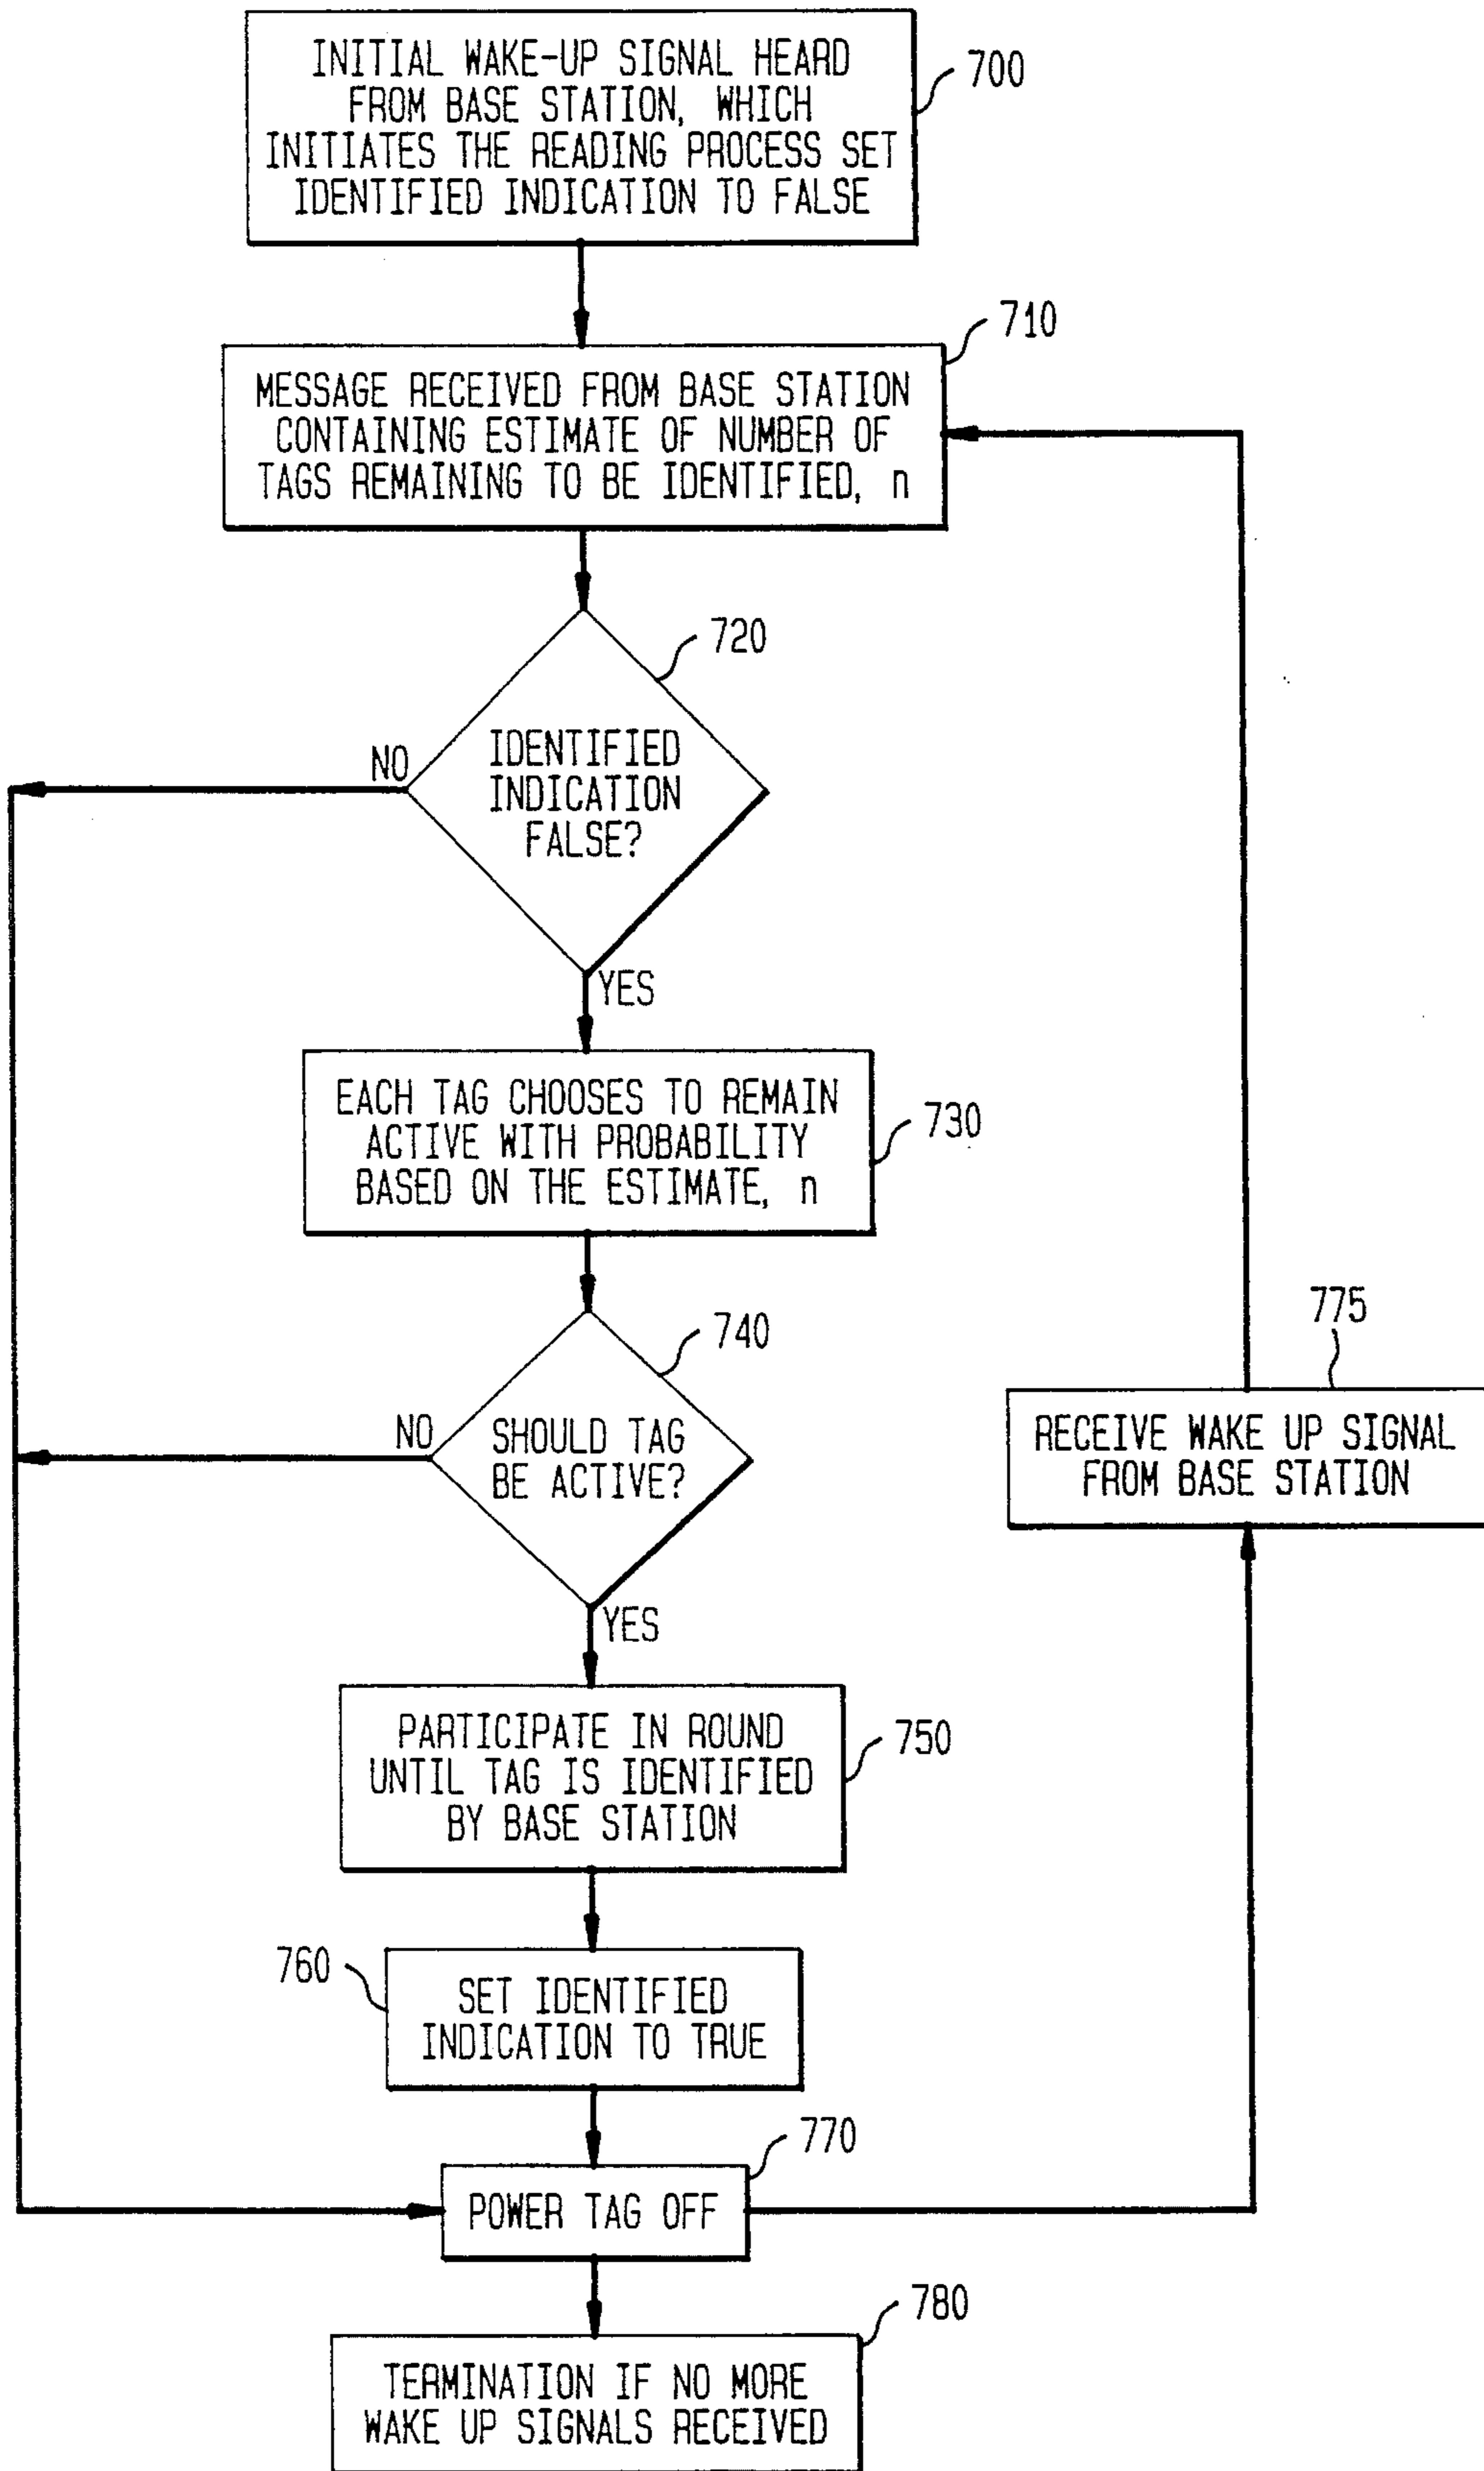 INITIAL WAKE-UP SIGNAL HEARD
FROM BASE STATION, WHICH
INITIATES THE READING PROCESS SET
IDENTIFIED INDICATION TO FALSE
700
710
MESSAGE RECEIVED FROM BASE STATION
CONTAINING ESTIMATE OF NUMBER OF
TAGS REMAINING TO BE IDENTIFIED, n
720
NO
IDENTIFIED
INDICATION
FALSE?
YES
EACH TAG CHOOSES TO REMAIN
ACTIVE WITH PROBABILITY
BASED ON THE ESTIMATE, n
730
740
NO
SHOULD TAG
BE ACTIVE?
YES
775
RECEIVE WAKE UP SIGNAL
FROM BASE STATION
PARTICIPATE IN ROUND
UNTIL TAG IS IDENTIFIED
BY BASE STATION
750
760
SET IDENTIFIED
INDICATION TO TRUE
770
POWER TAG OFF
780
TERMINATION IF NO MORE
WAKE UP SIGNALS RECEIVED